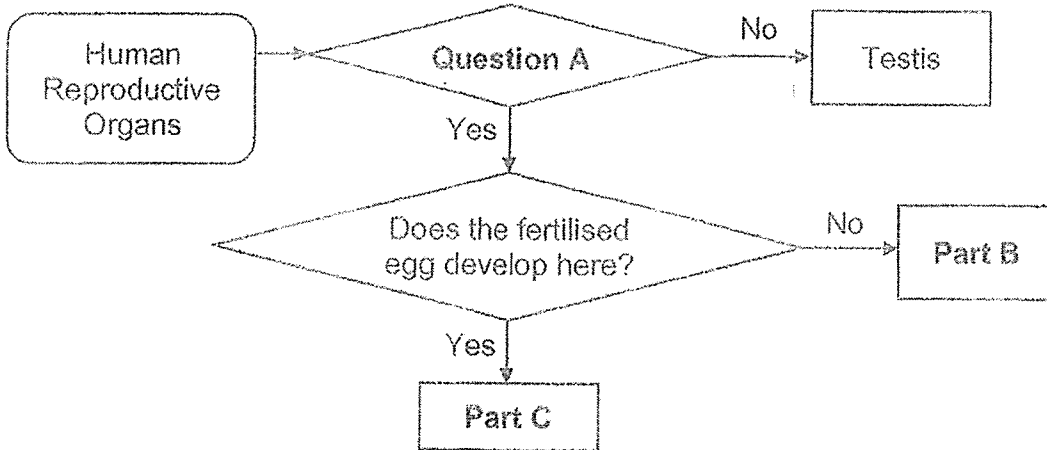 Human
Reproductive
Organs
Question A
No
Testis
Yes
Does the fertilised
egg develop here?
No
Part B
Yes
Part C